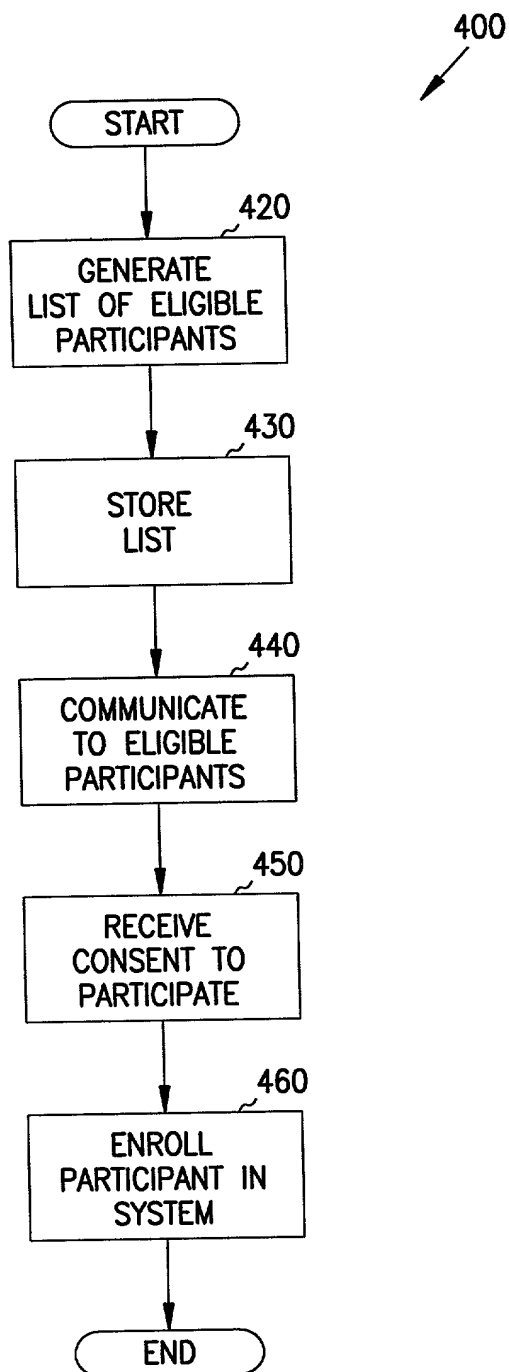 400
START
420
GENERATE
LIST OF ELIGIBLE
PARTICIPANTS
430
STORE
LIST
440
COMMUNICATE
TO ELIGIBLE
PARTICIPANTS
450
RECEIVE
CONSENT TO
PARTICIPATE
460
ENROLL
PARTICIPANT IN
SYSTEM
END